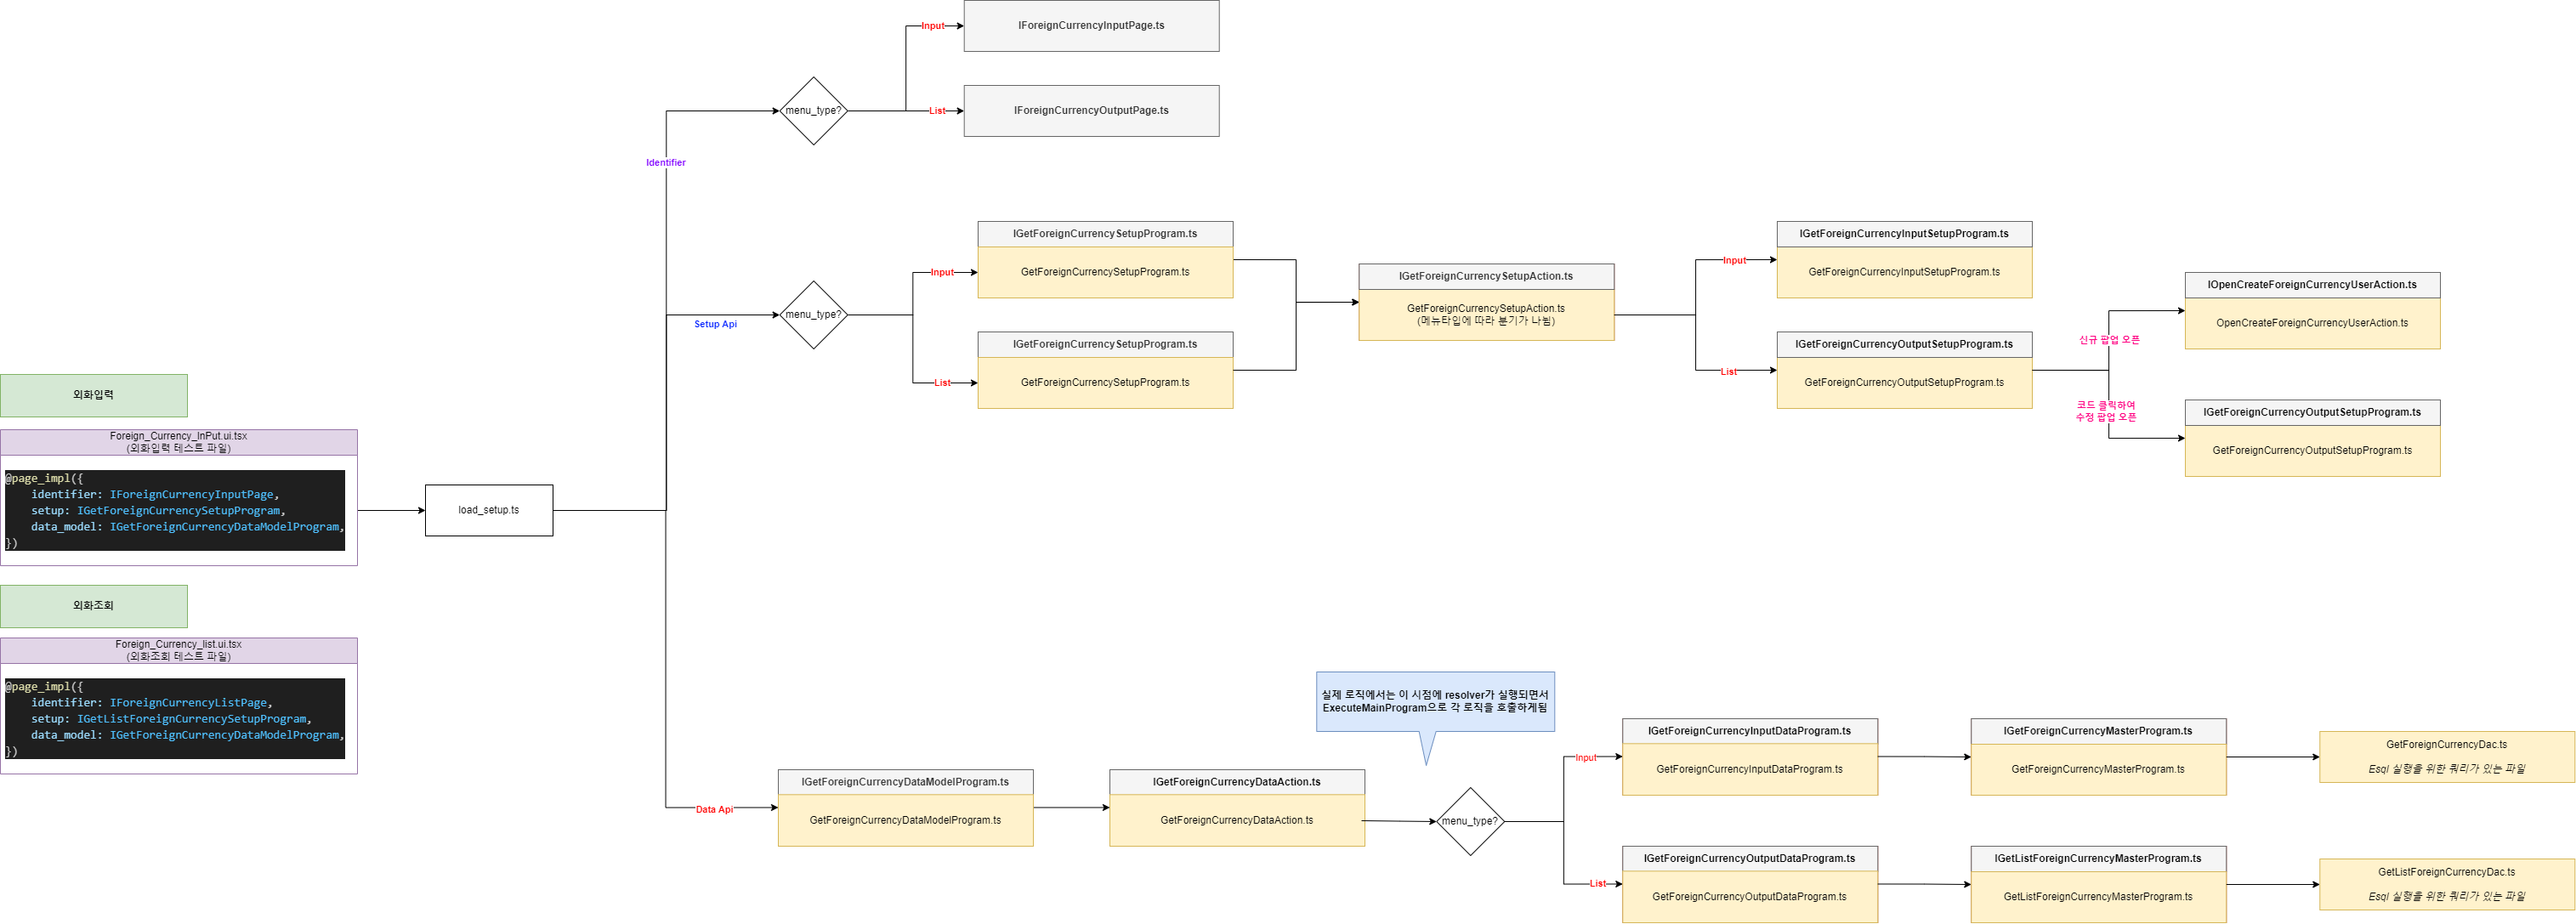 Input
IForeignCurrencyInputPage.ts
menu_type?
List
IForeignCurrencyOutputPage.ts
Identifier
IGetForeignCurrencySetupProgram.ts
Input
GetForeignCurrencySetupProgram.ts
menu_type?
Setup Api
IGetForeignCurrencySetupProgram.ts
List
GetForeignCurrencySetupProgram.ts
IGetForeignCurrencySetupAction.ts
GetForeignCurrencySetupAction.ts
(메뉴타입에 따라 분기가 나뉨)
IGetForeignCurrencyInputSetupProgram.ts
Input
GetForeignCurrencyInputSetupProgram.ts
IGetForeignCurrencyOutputSetupProgram.ts
List
GetForeignCurrencyOutputSetupProgram.ts
IOpenCreateForeignCurrencyUserAction.ts
OpenCreateForeignCurrencyUserAction.ts
신규 팝업 오픈
코드 클릭하여
수정 팝업 오픈
IGetForeignCurrencyOutputSetupProgram.ts
GetForeignCurrencyOutputSetupProgram.ts
외화입력
Foreign_Currency_InPut.ui.tsx
(외화입력 테스트 파일)
@page_impl({
identifier: IForeignCurrencyInputPage,
setup: IGetForeignCurrencySetupProgram,
data_model: IGetForeignCurrencyDataModelProgram,
})
load_setup.ts
외화조회
Foreign_Currency_list.ui.tsx
(외화조회 테스트 파일)
@page_impl({
identifier: IForeignCurrencyListPage,
setup: IGetListForeignCurrencySetupProgram,
data_model: IGetForeignCurrencyDataModelProgram,
})
실제 로직에서는 이 시점에 resolver가 실행되면서
ExecuteMainProgram으로 각 로직을 호출하게됨
Data Api
IGetForeignCurrencyDataModelProgram.ts
GetForeignCurrencyDataModelProgram.ts
IGetForeignCurrencyDataAction.ts
GetForeignCurrencyDataAction.ts
menu_type?
Input
IGetForeignCurrencyInputDataProgram.ts
GetForeignCurrencyInputDataProgram.ts
IGetForeignCurrencyMasterProgram.ts
GetForeignCurrencyMasterProgram.ts
GetForeignCurrencyDac.ts
Esql 실행을 위한 쿼리가 있는 파일
List
IGetForeignCurrencyOutputDataProgram.ts
GetForeignCurrencyOutputDataProgram.ts
IGetListForeignCurrencyMasterProgram.ts
GetListForeignCurrencyMasterProgram.ts
GetListForeignCurrencyDac.ts
Esql 실행을 위한 쿼리가 있는 파일